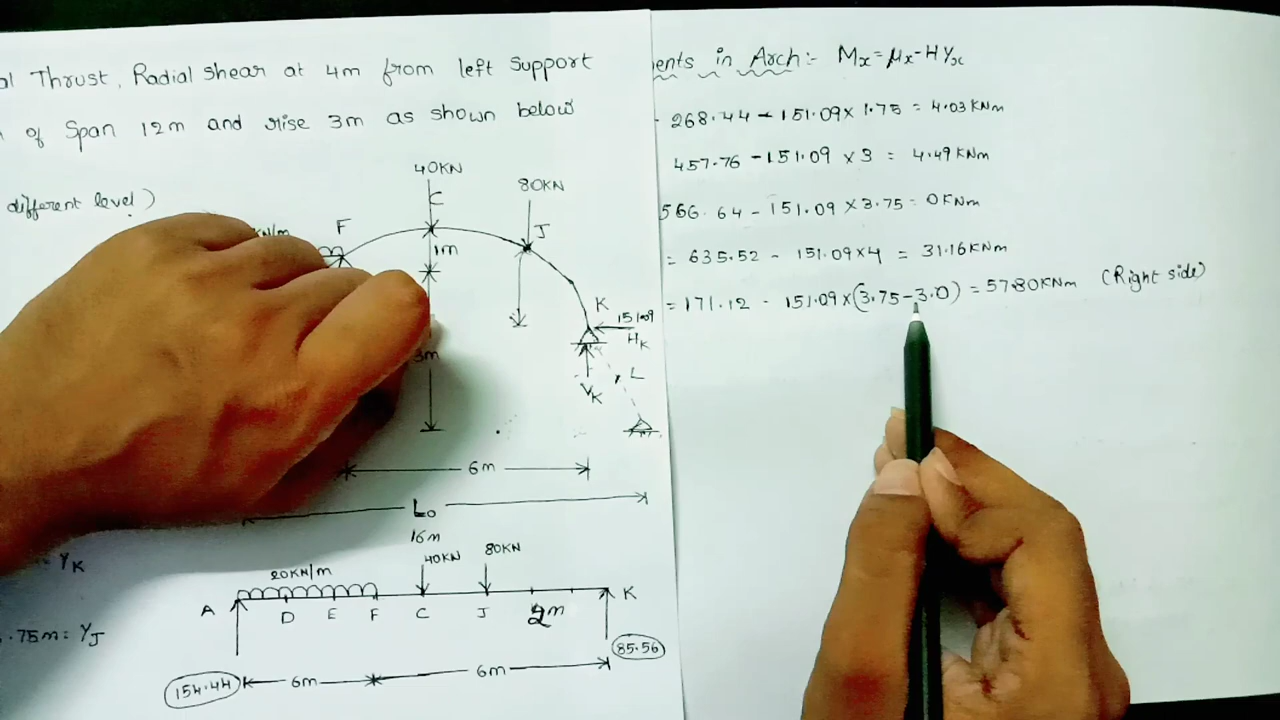 al Thrust, Radial shear at 4m from left support
of Span 12m and rise 3m as shown below
different level)
40KN
C
80KN
J
KN/m
F
1m
K
151.09
HK
3m
VK
L
6m
L0
16m
= YK
.75m = YJ
20KN/m
40KN
80KN
A
D
E
F
C
J
2m
K
154.44
6m
6m
85.56
ents in Arch :- Mx = μx - H Yx
268.44 - 151.09 x 1.75 = 4.03 KNm
457.76 - 151.09 x 3 = 4.49 KNm
566.64 - 151.09 x 3.75 = 0 KNm
= 635.52 - 151.09 x 4 = 31.16 KNm
= 171.12 - 151.09 x (3.75 - 3.0) = 57.80 KNm (Right side)